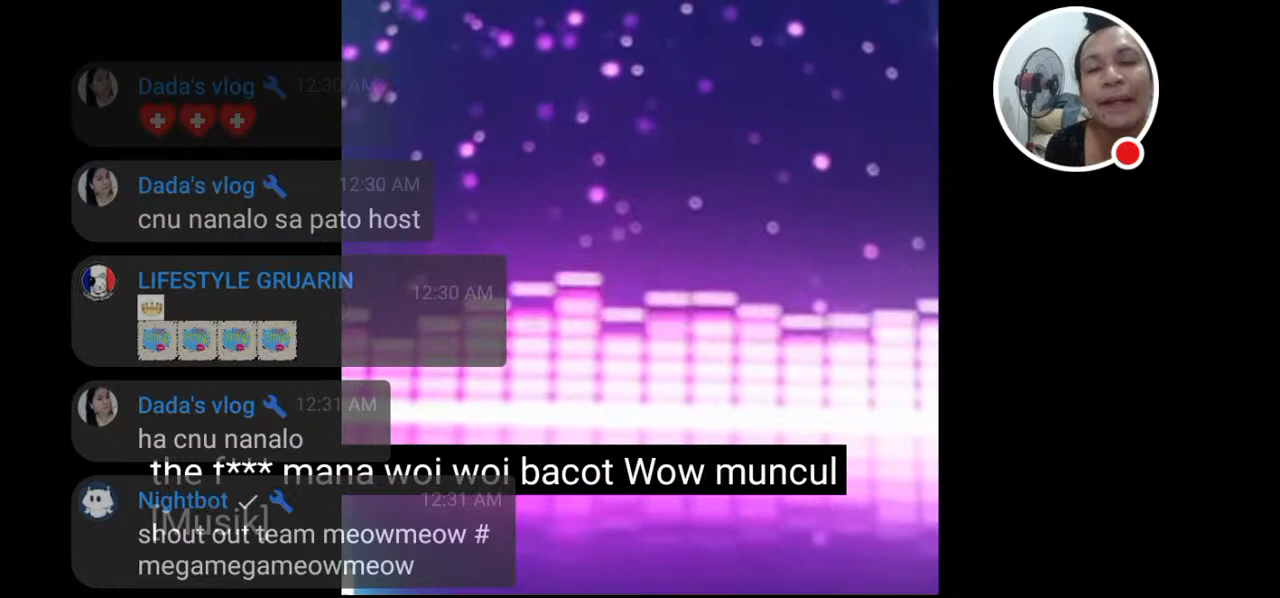 Dada's vlog 12:30 AM
Dada's vlog 12:30 AM
cnu nanalo sa pato host
LIFESTYLE GRUARIN 12:30 AM
Dada's vlog 12:31 AM
ha cnu nanalo
the f*** mana woi woi bacot Wow muncul
[Musik]
Nightbot 12:31 AM
shout out team meowmeow #
megamegameowmeow